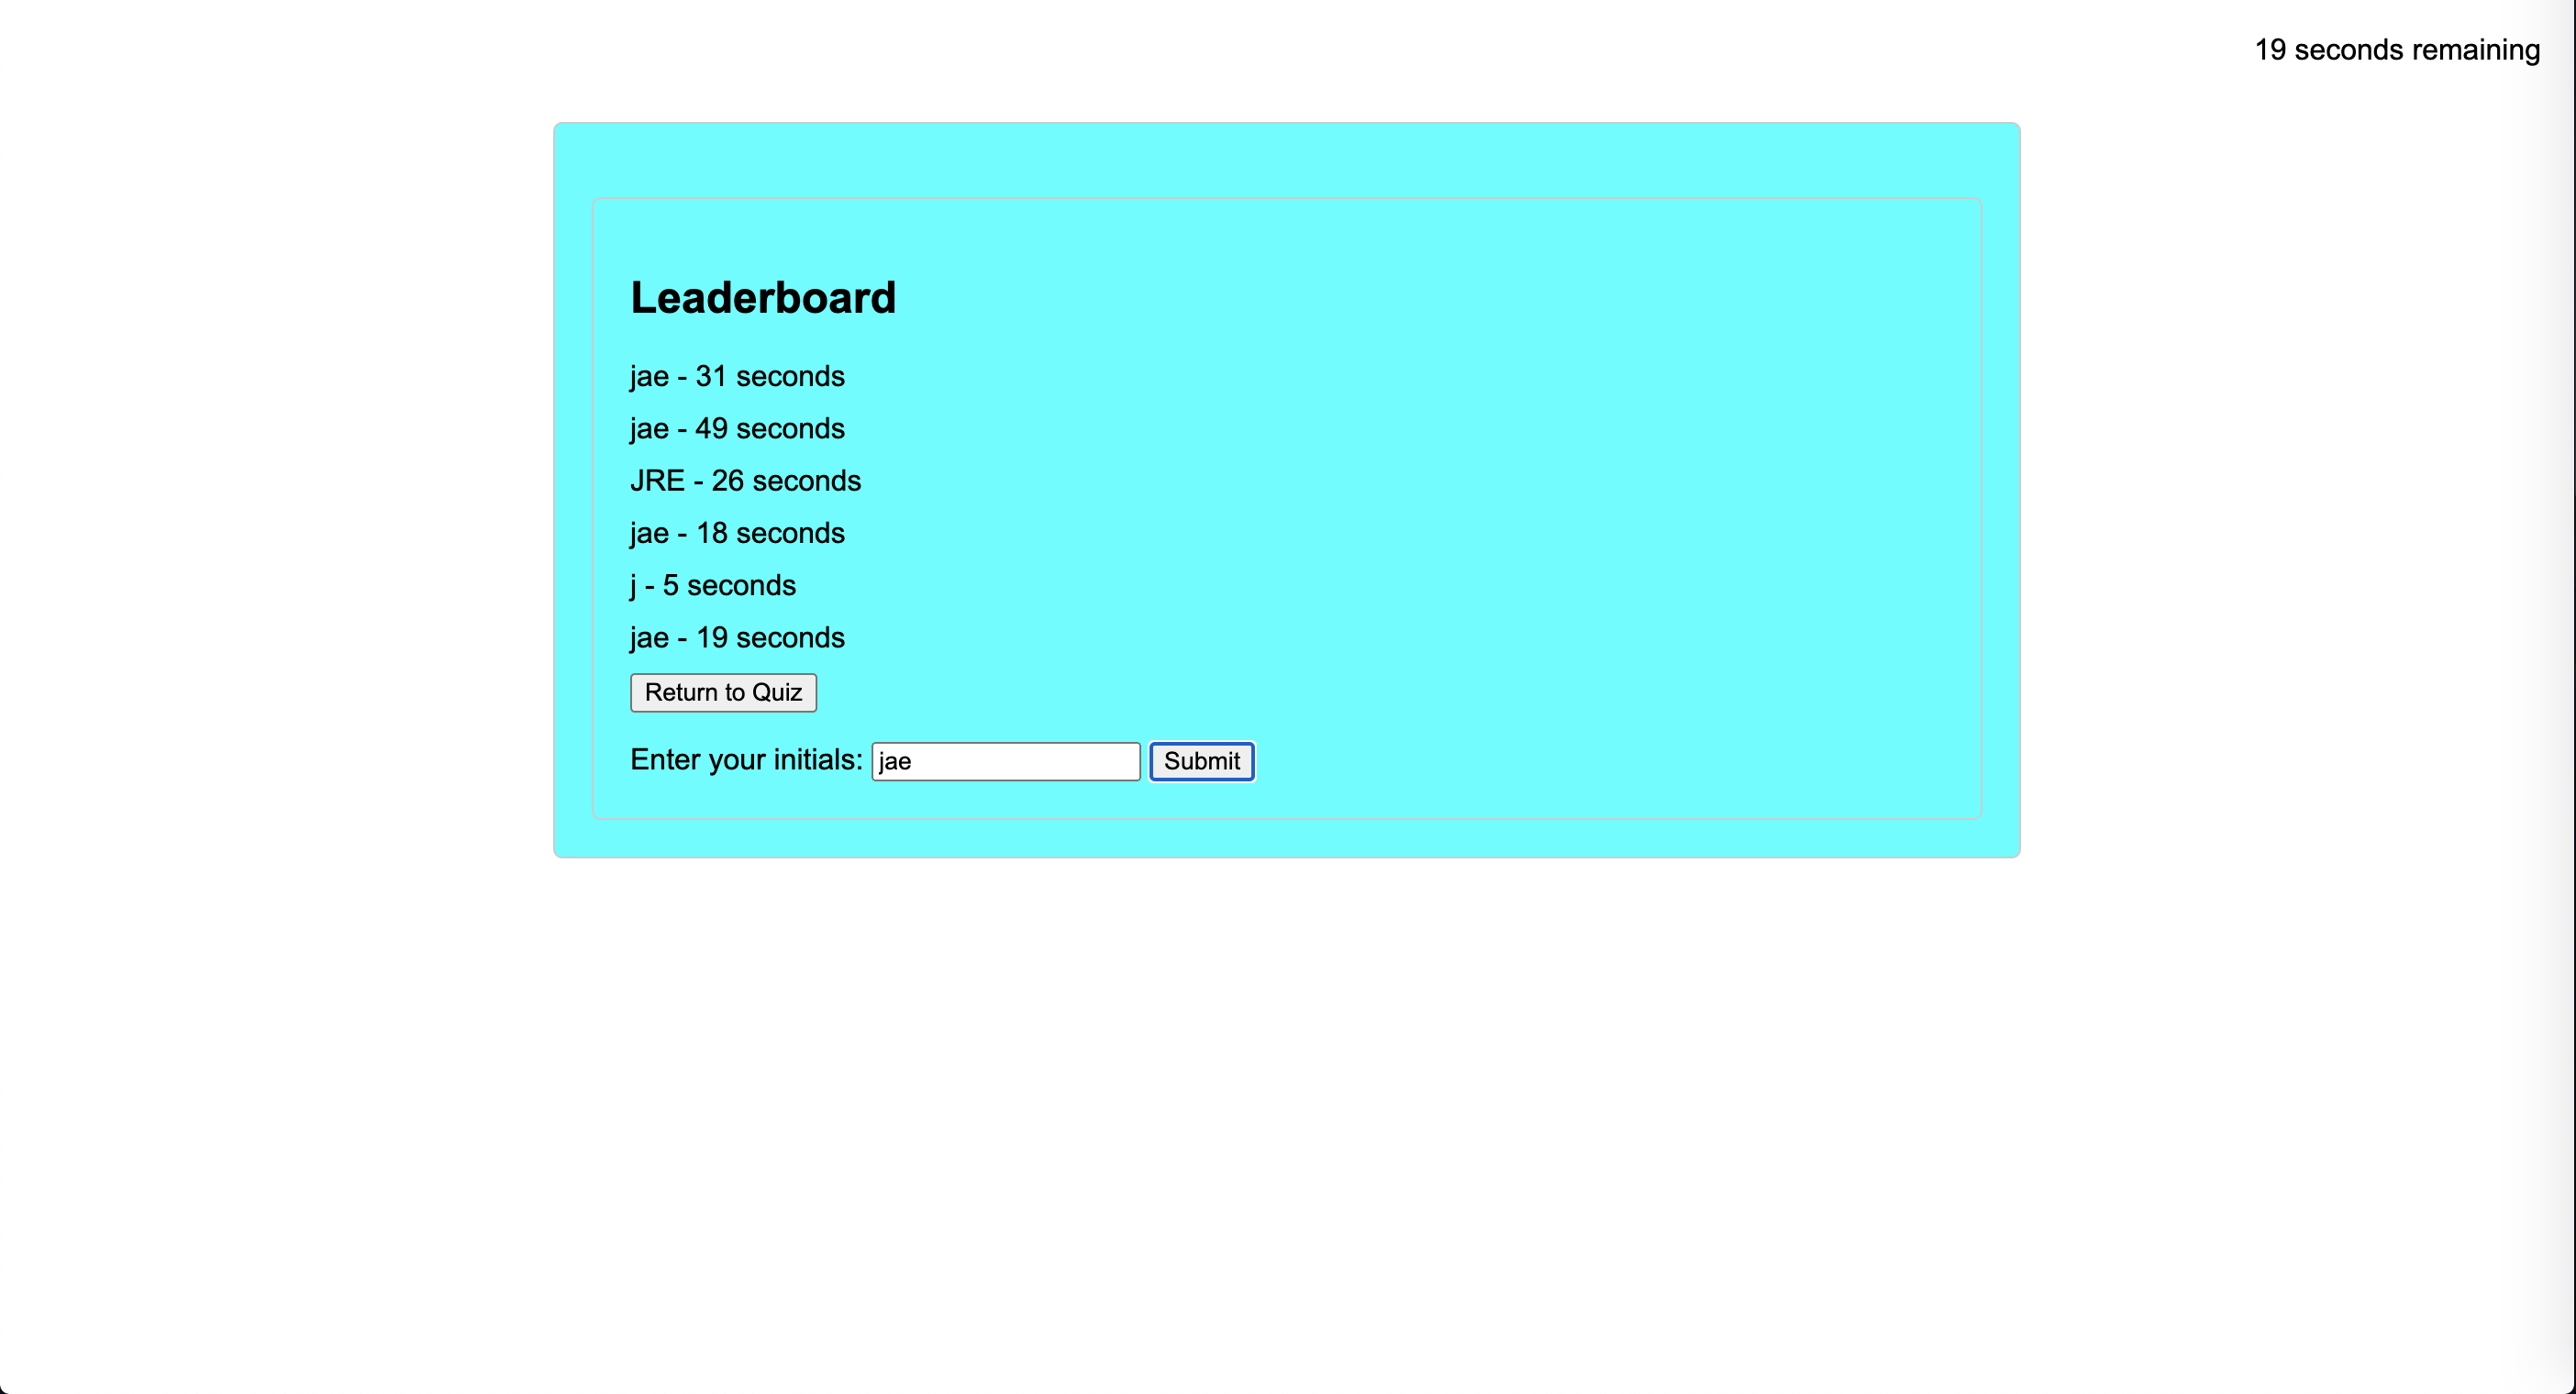 19 seconds remaining
Leaderboard
jae - 31 seconds
jae - 49 seconds
JRE - 26 seconds
jae - 18 seconds
j - 5 seconds
jae - 19 seconds
Return to Quiz
Enter your initials: jae Submit